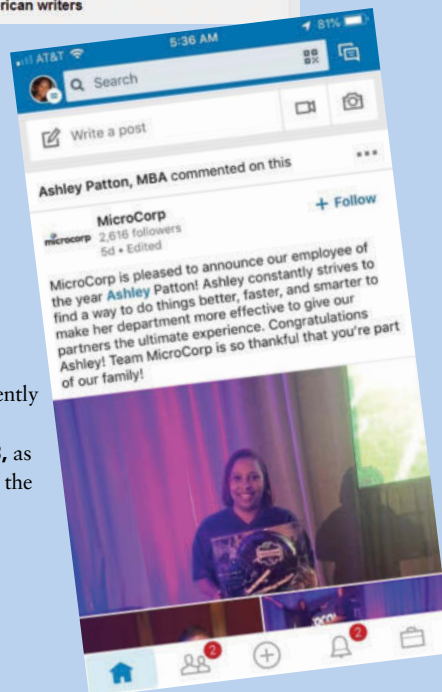 rican writers
AT&T
5:36 AM
81%
Search
Write a post
Ashley Patton, MBA commented on this
microcorp
MicroCorp
2,616 followers
5d • Edited
+ Follow
MicroCorp is pleased to announce our employee of
the year Ashley Patton! Ashley constantly strives to
find a way to do things better, faster, and smarter to
make her department more effective to give our
partners the ultimate experience. Congratulations
Ashley! Team MicroCorp is so thankful that you're part
of our family!
ently
, as
the
2
2